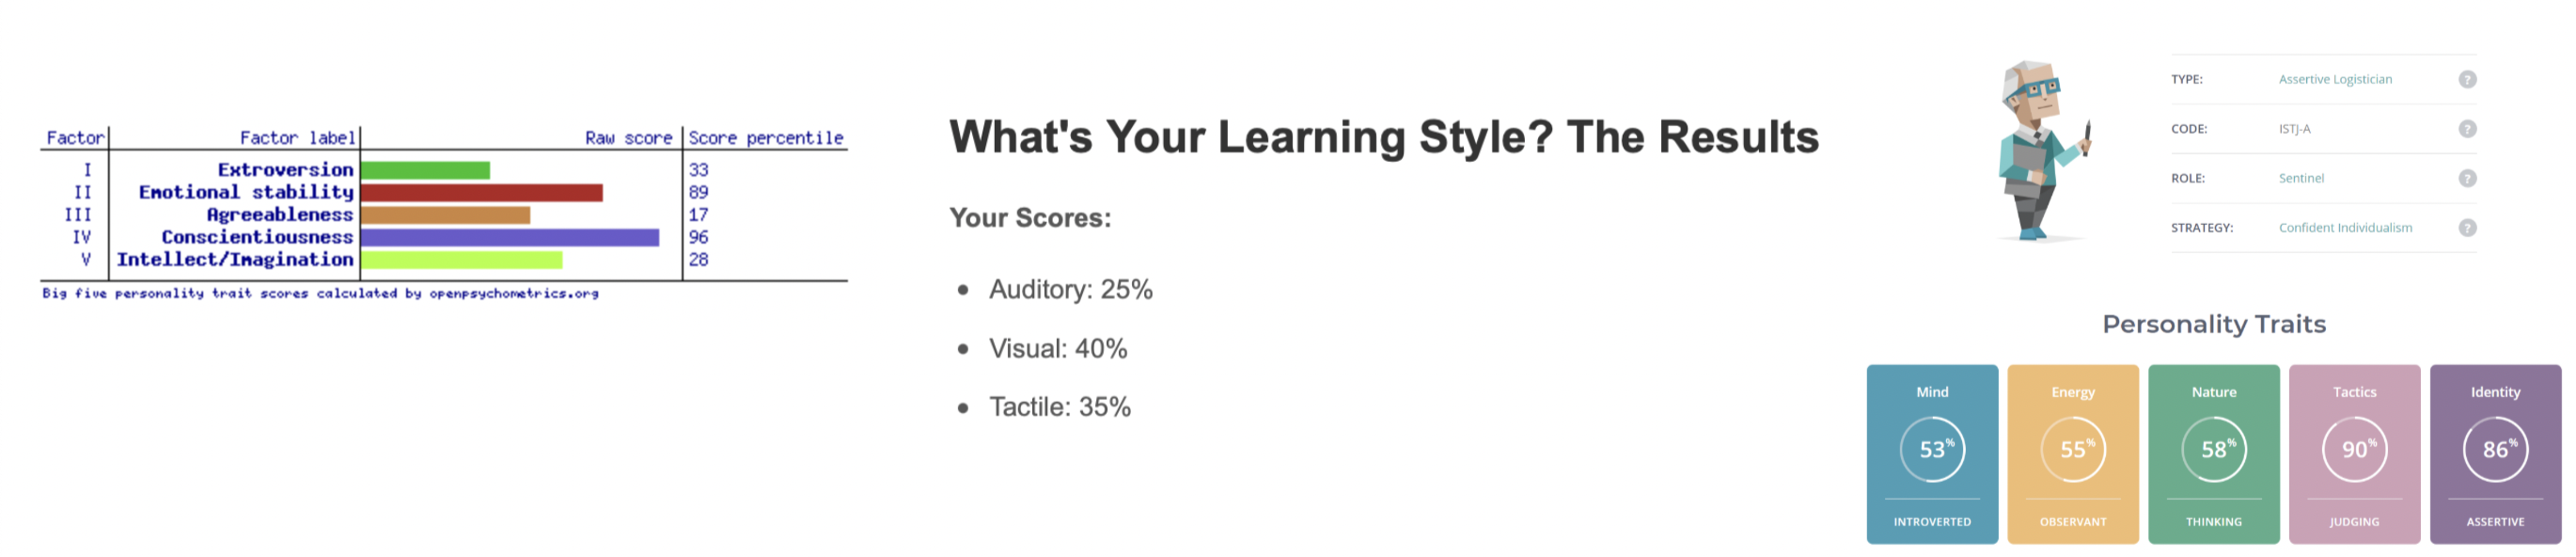 Factor Factor label Raw score Score percentile
I Extroversion 33
II Emotional stability 89
III Agreeableness 17
IV Conscientiousness 96
V Intellect/Imagination 28
Big five personality trait scores calculated by openpsychometrics.org
What's Your Learning Style? The Results
Your Scores:
• Auditory: 25%
• Visual: 40%
• Tactile: 35%
TYPE: Assertive Logistician ?
CODE: ISTJ-A ?
ROLE: Sentinel ?
STRATEGY: Confident Individualism ?
Personality Traits
Mind Energy Nature Tactics Identity
53% 55% 58% 90% 86%
INTROVERTED OBSERVANT THINKING JUDGING ASSERTIVE